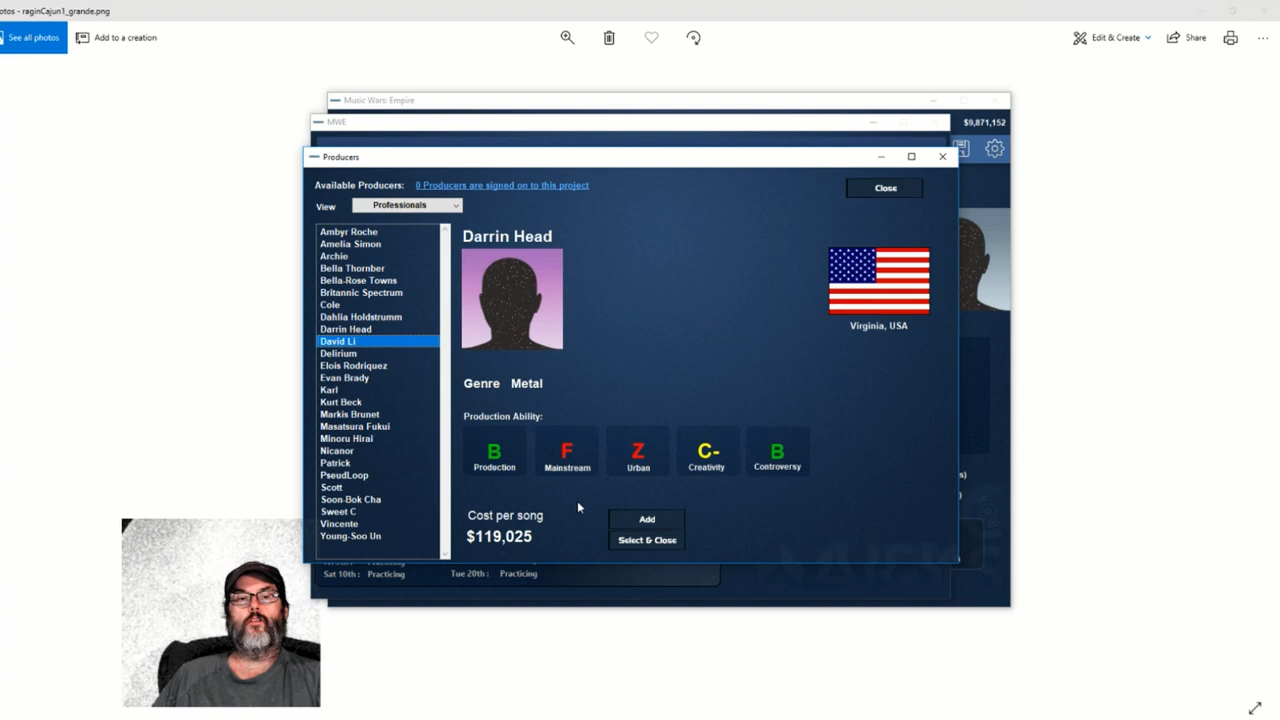 otos - raginCajun1_grande.png
See all photos
Add to a creation
Edit & Create
Share
Music Wars: Empire
MWE
$9,871,152
Producers
Available Producers:
0 Producers are signed on to this project
Close
View
Professionals
Ambyr Roche
Amelia Simon
Archie
Bella Thornber
Bella-Rose Towns
Britannic Spectrum
Cole
Dahlia Holdstrumm
Darrin Head
David Li
Delirium
Elois Rodriquez
Evan Brady
Karl
Kurt Beck
Markis Brunet
Masatsura Fukui
Minoru Hirai
Nicanor
Patrick
PseudLoop
Scott
Soon-Bok Cha
Sweet C
Vincente
Young-Soo Un
Darrin Head
Virginia, USA
Genre Metal
Production Ability:
B
Production
F
Mainstream
Z
Urban
C-
Creativity
B
Controversy
Cost per song
$119,025
Add
Select & Close
s)
)
)
Sat 10th : Practicing
Tue 20th : Practicing